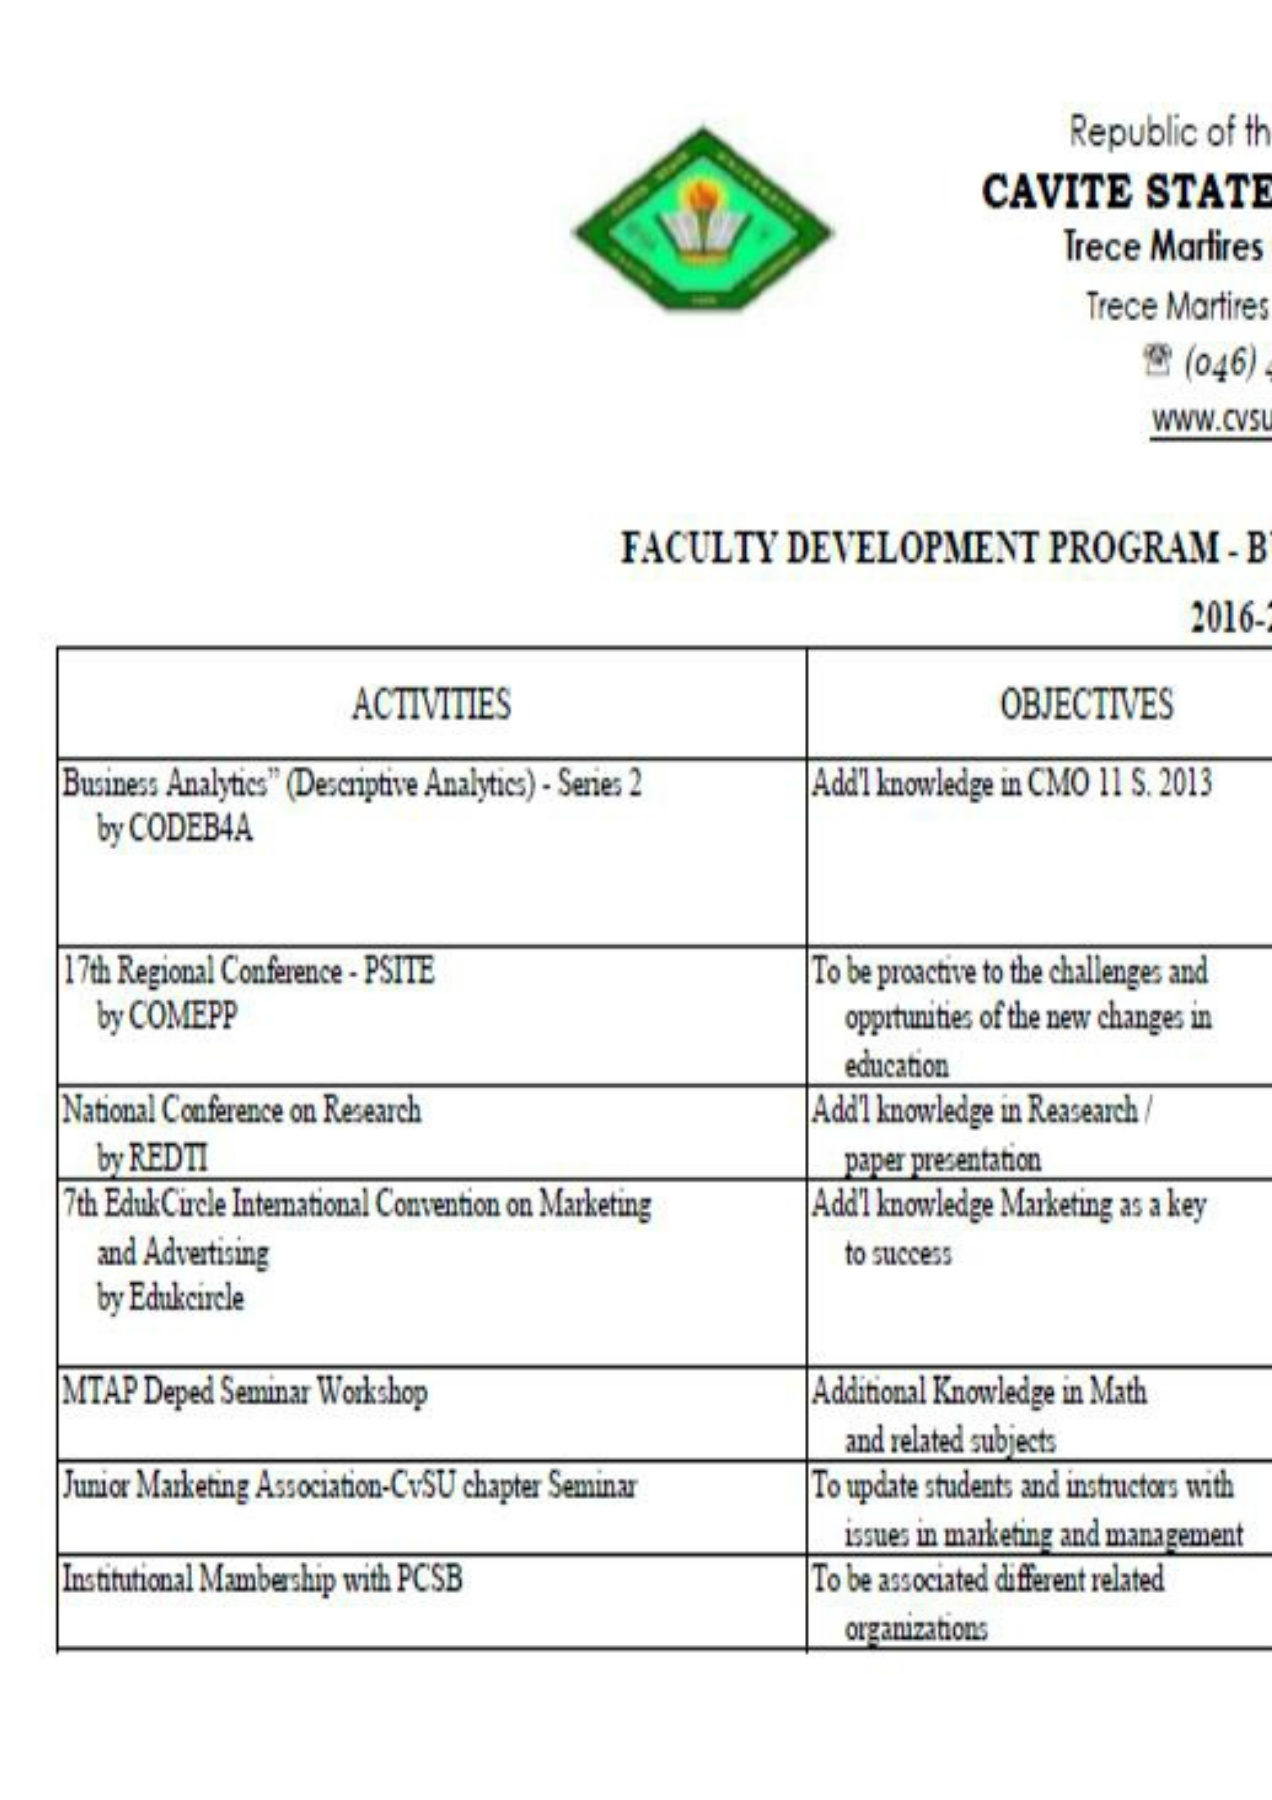 Republic of th
CAVITE STATE
Trece Martires
Trece Martires
(046) 4
www.cvsu
FACULTY DEVELOPMENT PROGRAM - B
2016-2
ACTIVITIES
OBJECTIVES
Business Analytics” (Descriptive Analytics) - Series 2
by CODEB4A
Add'l knowledge in CMO 11 S. 2013
17th Regional Conference - PSITE
by COMEPP
To be proactive to the challenges and
opprtunities of the new changes in
education
National Conference on Research
by REDTI
Add'l knowledge in Reasearch /
paper presentation
7th EdukCircle International Convention on Marketing
and Advertising
by Edukcircle
Add'l knowledge Marketing as a key
to success
MTAP Deped Seminar Workshop
Additional Knowledge in Math
and related subjects
Junior Marketing Association-CvSU chapter Seminar
To update students and instructors with
issues in marketing and management
Institutional Mambership with PCSB
To be associated different related
organizations